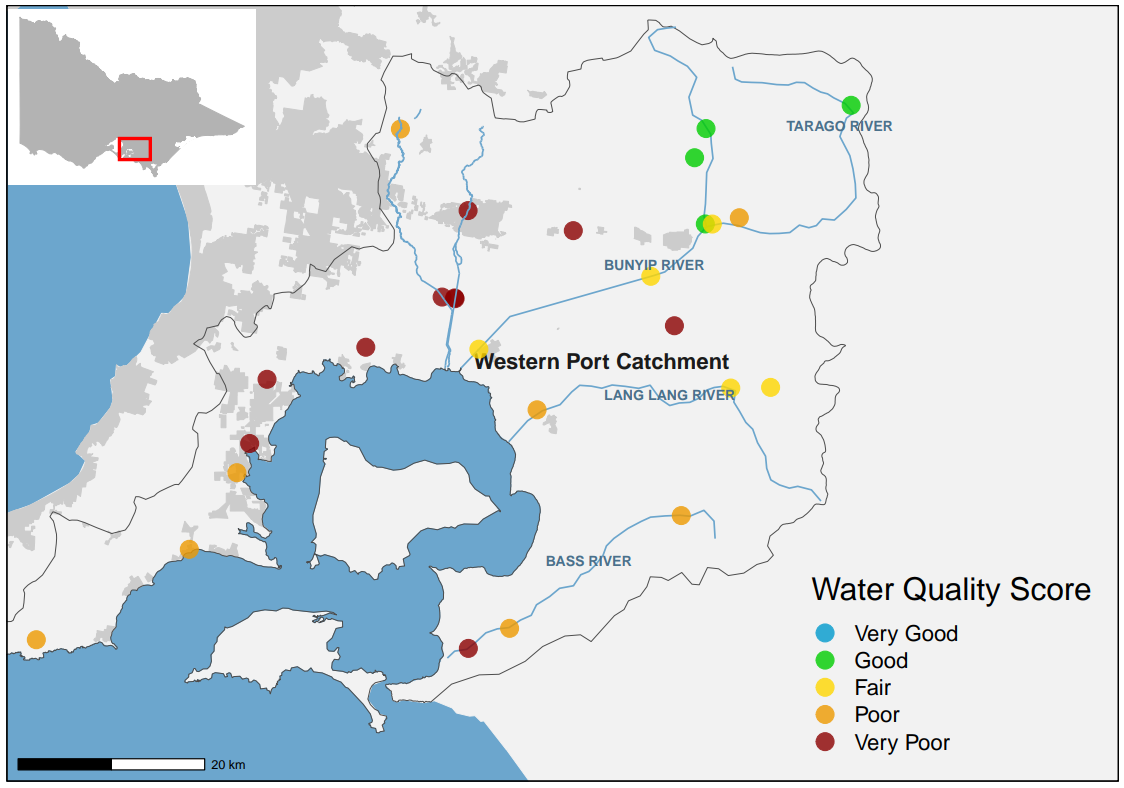 TARAGO RIVER
BUNYIP RIVER
Western Port Catchment
LANG LANG RIVER
BASS RIVER
Water Quality Score
Very Good
Good
Fair
Poor
Very Poor
20 km